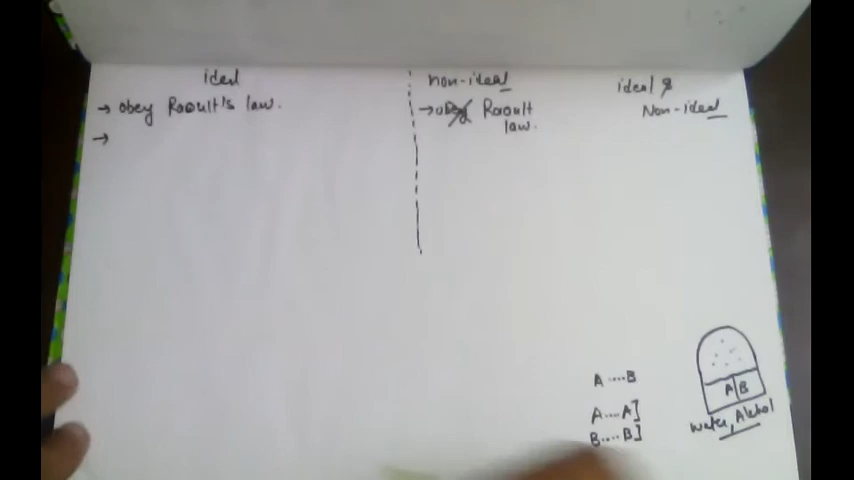 ideal
→ obey Raoult's law.
→
non-ideal
→ obey Raoult
law.
ideal &
Non-ideal
A....B
A....A]
B....B]
A|B
water, Alcohol